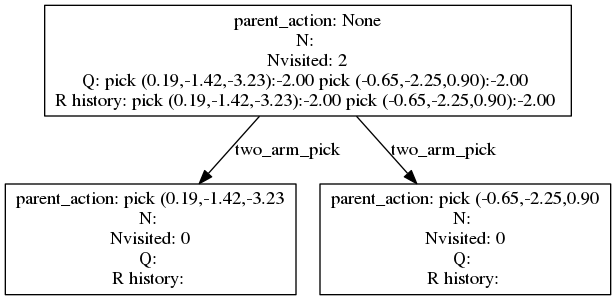 parent_action: None
N:
Nvisited: 2
Q: pick (0.19,-1.42,-3.23):-2.00 pick (-0.65,-2.25,0.90):-2.00
R history: pick (0.19,-1.42,-3.23):-2.00 pick (-0.65,-2.25,0.90):-2.00
two_arm_pick
two_arm_pick
parent_action: pick (0.19,-1.42,-3.23
N:
Nvisited: 0
Q:
R history:
parent_action: pick (-0.65,-2.25,0.90
N:
Nvisited: 0
Q:
R history: